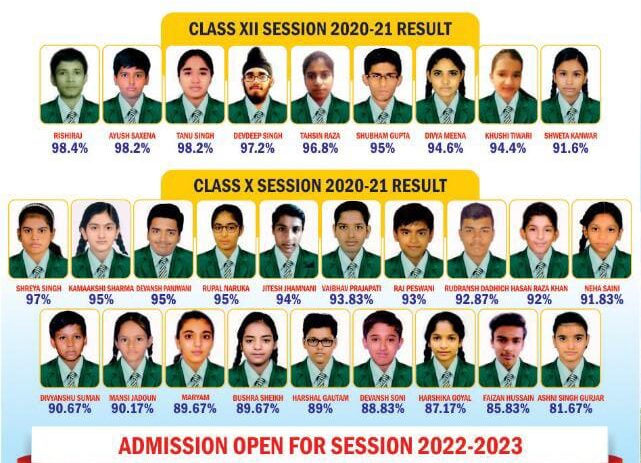 CLASS XII SESSION 2020-21 RESULT
RISHIRAJ AYUSH SAXENA TANU SINGH DEVDEEP SINGH TAHSIN RAZA SHUBHAM GUPTA DIVYA MEENA KHUSHI TIWARI SHWETA KANWAR
98.4% 98.2% 98.2% 97.2% 96.8% 95% 94.6% 94.4% 91.6%
CLASS X SESSION 2020-21 RESULT
SHREYA SINGH KAMAAKSHI SHARMA DEVANSH PANJWANI RUPAL NARUKA JITESH JHAMNANI VAIBHAV PRAJAPATI RAJ PESWANI RUDRANSH DADHICH HASAN RAZA KHAN NEHA SAINI
97% 95% 95% 95% 94% 93.83% 93% 92.87% 92% 91.83%
DIVYANSHU SUMAN MANSI JADOUN MARYAM BUSHRA SHEIKH HARSHAL GAUTAM DEVANSH SONI HARSHIKA GOYAL FAIZAN HUSSAIN ASHNI SINGH GURJAR
90.67% 90.17% 89.67% 89.67% 89% 88.83% 87.17% 85.83% 81.67%
ADMISSION OPEN FOR SESSION 2022-2023